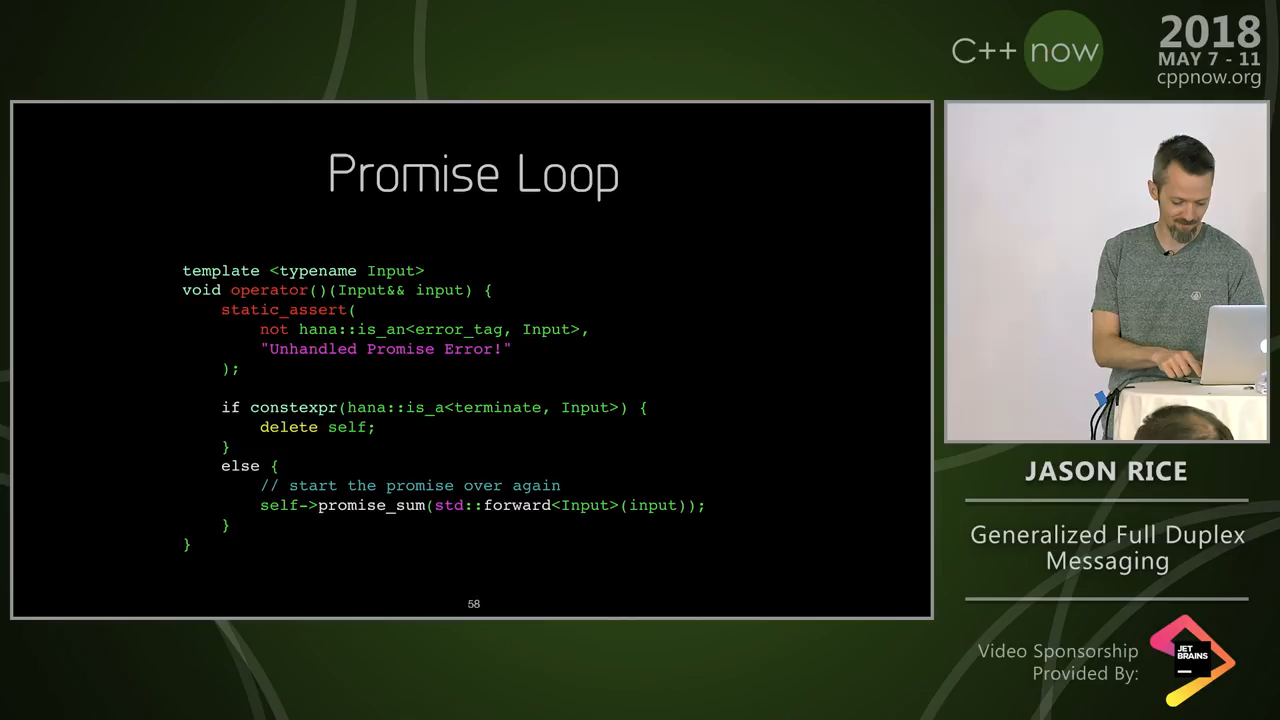 C++ now
2018
MAY 7 - 11
cppnow.org
Promise Loop
template <typename Input>
void operator()(Input&& input) {
static_assert(
not hana::is_an<error_tag, Input>,
"Unhandled Promise Error!"
);
if constexpr(hana::is_a<terminate, Input>) {
delete self;
}
else {
// start the promise over again
self->promise_sum(std::forward<Input>(input));
}
}
58
JASON RICE
Generalized Full Duplex
Messaging
Video Sponsorship
Provided By:
JET
BRAINS